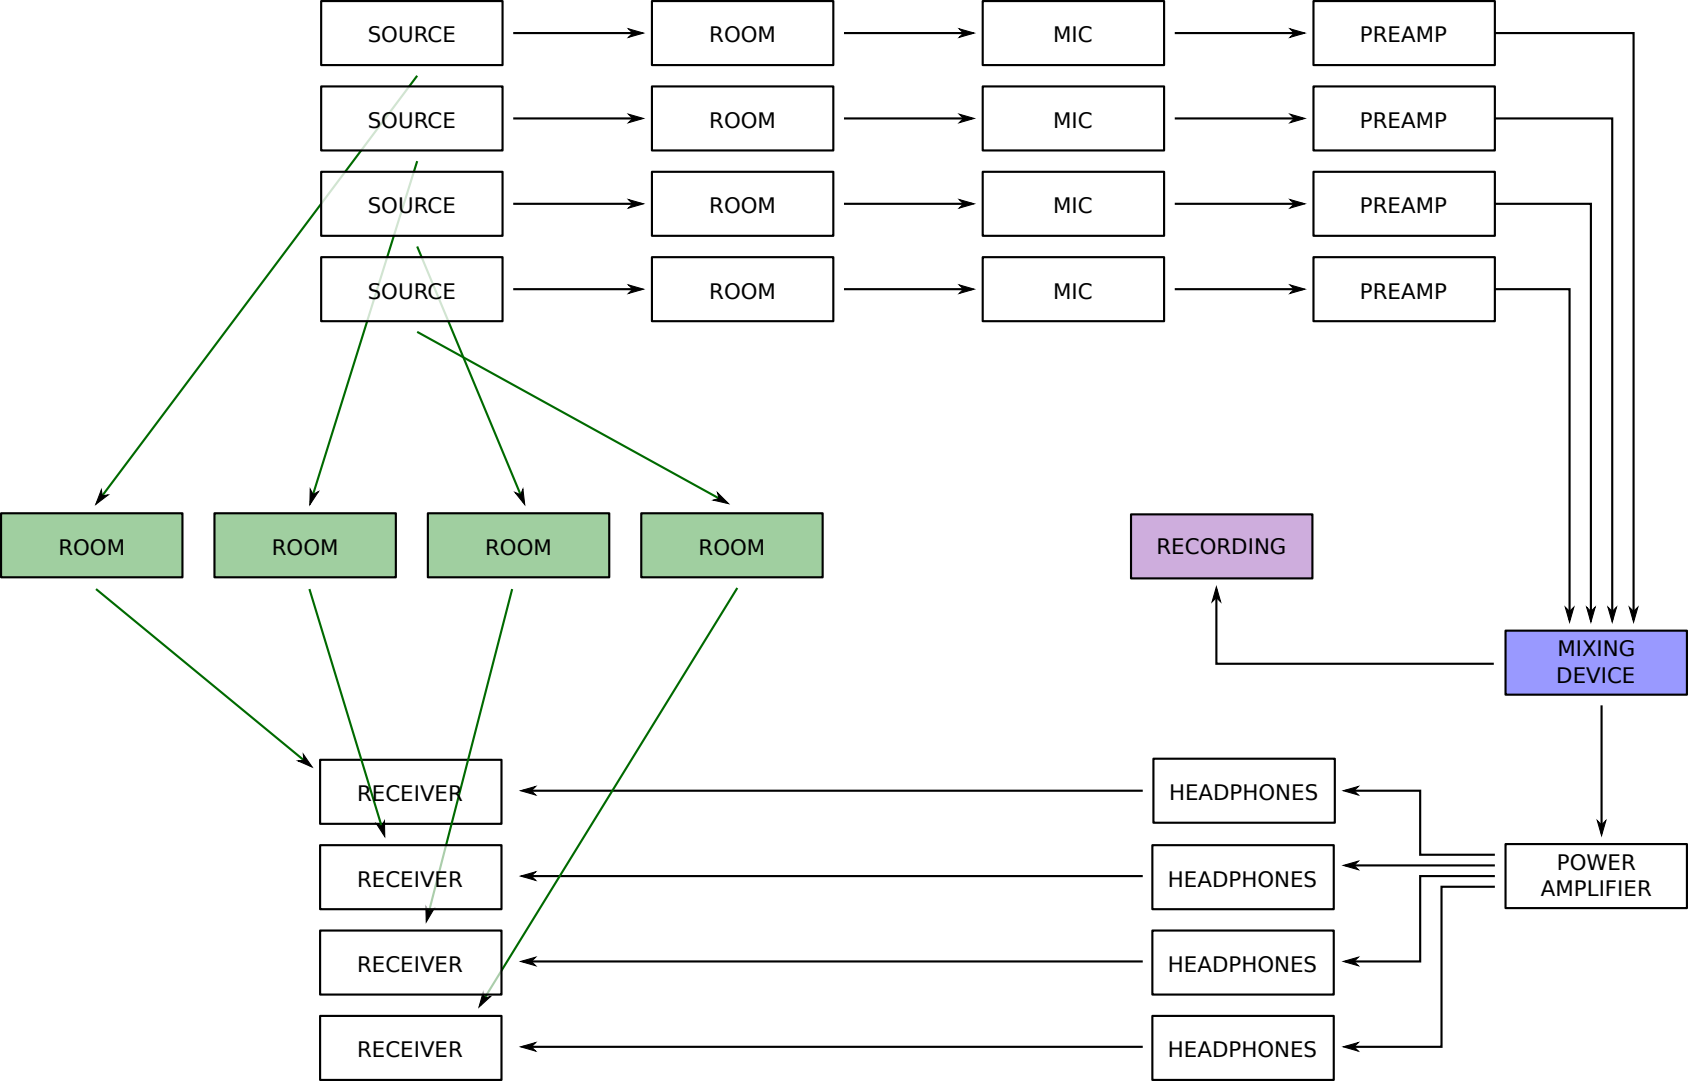 SOURCE
ROOM
MIC
PREAMP
SOURCE
ROOM
MIC
PREAMP
SOURCE
ROOM
MIC
PREAMP
SOURCE
ROOM
MIC
PREAMP
ROOM
ROOM
ROOM
ROOM
RECORDING
MIXING
DEVICE
RECEIVER
HEADPHONES
RECEIVER
HEADPHONES
POWER
AMPLIFIER
RECEIVER
HEADPHONES
RECEIVER
HEADPHONES